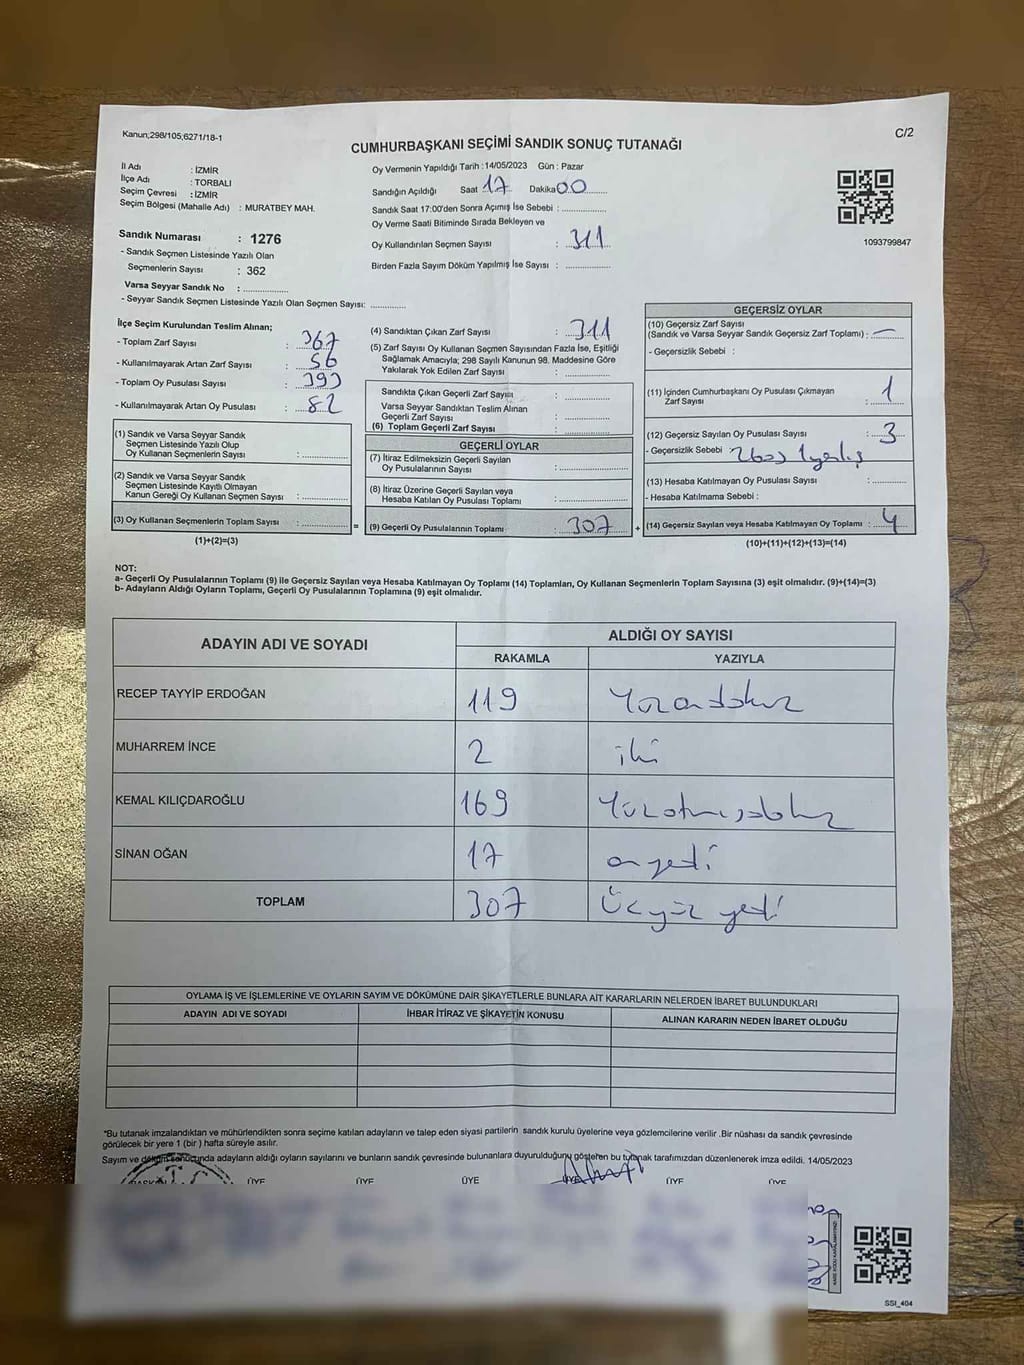 Kanun;298/105;6271/18-1
C/2
CUMHURBAŞKANI SEÇİMİ SANDIK SONUÇ TUTANAĞI
İl Adı : İZMİR
İlçe Adı : TORBALI
Seçim Çevresi : İZMİR
Seçim Bölgesi (Mahalle Adı) : MURATBEY MAH.
Sandık Numarası : 1276
- Sandık Seçmen Listesinde Yazılı Olan
Seçmenlerin Sayısı : 362
Varsa Seyyar Sandık No : ..............
- Seyyar Sandık Seçmen Listesinde Yazılı Olan Seçmen Sayısı: ............
Oy Vermenin Yapıldığı Tarih :14/05/2023 Gün : Pazar
Sandığın Açıldığı Saat 17 Dakika 00
Sandık Saat 17:00'den Sonra Açımış İse Sebebi : ..............
Oy Verme Saati Bitiminde Sırada Bekleyen ve
Oy Kullandırılan Seçmen Sayısı : 311
Birden Fazla Sayım Döküm Yapılmış İse Sayısı : ..............
1093799847
İlçe Seçim Kurulundan Teslim Alınan;
- Toplam Zarf Sayısı : 367
- Kullanılmayarak Artan Zarf Sayısı : 56
- Toplam Oy Pusulası Sayısı : 393
- Kullanılmayarak Artan Oy Pusulası : 82
(1) Sandık ve Varsa Seyyar Sandık
Seçmen Listesinde Yazılı Olup
Oy Kullanan Seçmenlerin Sayısı : ..............
(2) Sandık ve Varsa Seyyar Sandık
Seçmen Listesinde Kayıtlı Olmayan
Kanun Gereği Oy Kullanan Seçmen Sayısı : ..............
(3) Oy Kullanan Seçmenlerin Toplam Sayısı : ..............
(1)+(2)=(3)
(4) Sandıktan Çıkan Zarf Sayısı : 311
(5) Zarf Sayısı Oy Kullanan Seçmen Sayısından Fazla İse, Eşitliği
Sağlamak Amacıyla; 298 Sayılı Kanunun 98. Maddesine Göre
Yakılarak Yok Edilen Zarf Sayısı : ..............
Sandıkta Çıkan Geçerli Zarf Sayısı : ..............
Varsa Seyyar Sandıktan Teslim Alınan
Geçerli Zarf Sayısı : ..............
(6) Toplam Geçerli Zarf Sayısı : ..............
GEÇERLİ OYLAR
(7) İtiraz Edilmeksizin Geçerli Sayılan
Oy Pusulalarının Sayısı : ..............
(8) İtiraz Üzerine Geçerli Sayılan veya
Hesaba Katılan Oy Pusulası Toplamı : ..............
= (9) Geçerli Oy Pusulalarının Toplamı : 307
GEÇERSİZ OYLAR
(10) Geçersiz Zarf Sayısı
(Sandık ve Varsa Seyyar Sandık Geçersiz Zarf Toplamı) : —
- Geçersizlik Sebebi :
(11) İçinden Cumhurbaşkanı Oy Pusulası Çıkmayan
Zarf Sayısı : 1
(12) Geçersiz Sayılan Oy Pusulası Sayısı : 3
- Geçersizlik Sebebi
(13) Hesaba Katılmayan Oy Pusulası Sayısı : ..............
- Hesaba Katılmama Sebebi :
+ (14) Geçersiz Sayılan veya Hesaba Katılmayan Oy Toplamı : 4
(10)+(11)+(12)+(13)=(14)
NOT:
a- Geçerli Oy Pusulalarının Toplamı (9) ile Geçersiz Sayılan veya Hesaba Katılmayan Oy Toplamı (14) Toplamları, Oy Kullanan Seçmenlerin Toplam Sayısına (3) eşit olmalıdır. (9)+(14)=(3)
b- Adayların Aldığı Oyların Toplamı, Geçerli Oy Pusulalarının Toplamına (9) eşit olmalıdır.
ADAYIN ADI VE SOYADI
ALDIĞI OY SAYISI
RAKAMLA YAZIYLA
RECEP TAYYİP ERDOĞAN 119 Yüzondokuz
MUHARREM İNCE 2 iki
KEMAL KILIÇDAROĞLU 169 Yüzatmışdokuz
SİNAN OĞAN 17 onyedi
TOPLAM 307 Üçyüz yedi
OYLAMA İŞ VE İŞLEMLERİNE VE OYLARIN SAYIM VE DÖKÜMÜNE DAİR ŞİKAYETLERLE BUNLARA AİT KARARLARIN NELERDEN İBARET BULUNDUKLARI
ADAYIN ADI VE SOYADI İHBAR İTİRAZ VE ŞİKAYETİN KONUSU ALINAN KARARIN NEDEN İBARET OLDUĞU
*Bu tutanak imzalandıktan ve mühürlendikten sonra seçime katılan adayların ve talep eden siyasi partilerin sandık kurulu üyelerine veya gözlemcilerine verilir .Bir nüshası da sandık çevresinde
görülecek bir yere 1 (bir ) hafta süreyle asılır.
Sayım ve döküm sonucunda adayların aldığı oyların sayılarını ve bunların sandık çevresinde bulunanlara duyurulduğunu gösteren bu tutanak tarafımızdan düzenlenerek imza edildi. 14/05/2023
BAŞKAN ÜYE ÜYE ÜYE ÜYE ÜYE ÜYE
SSI_404